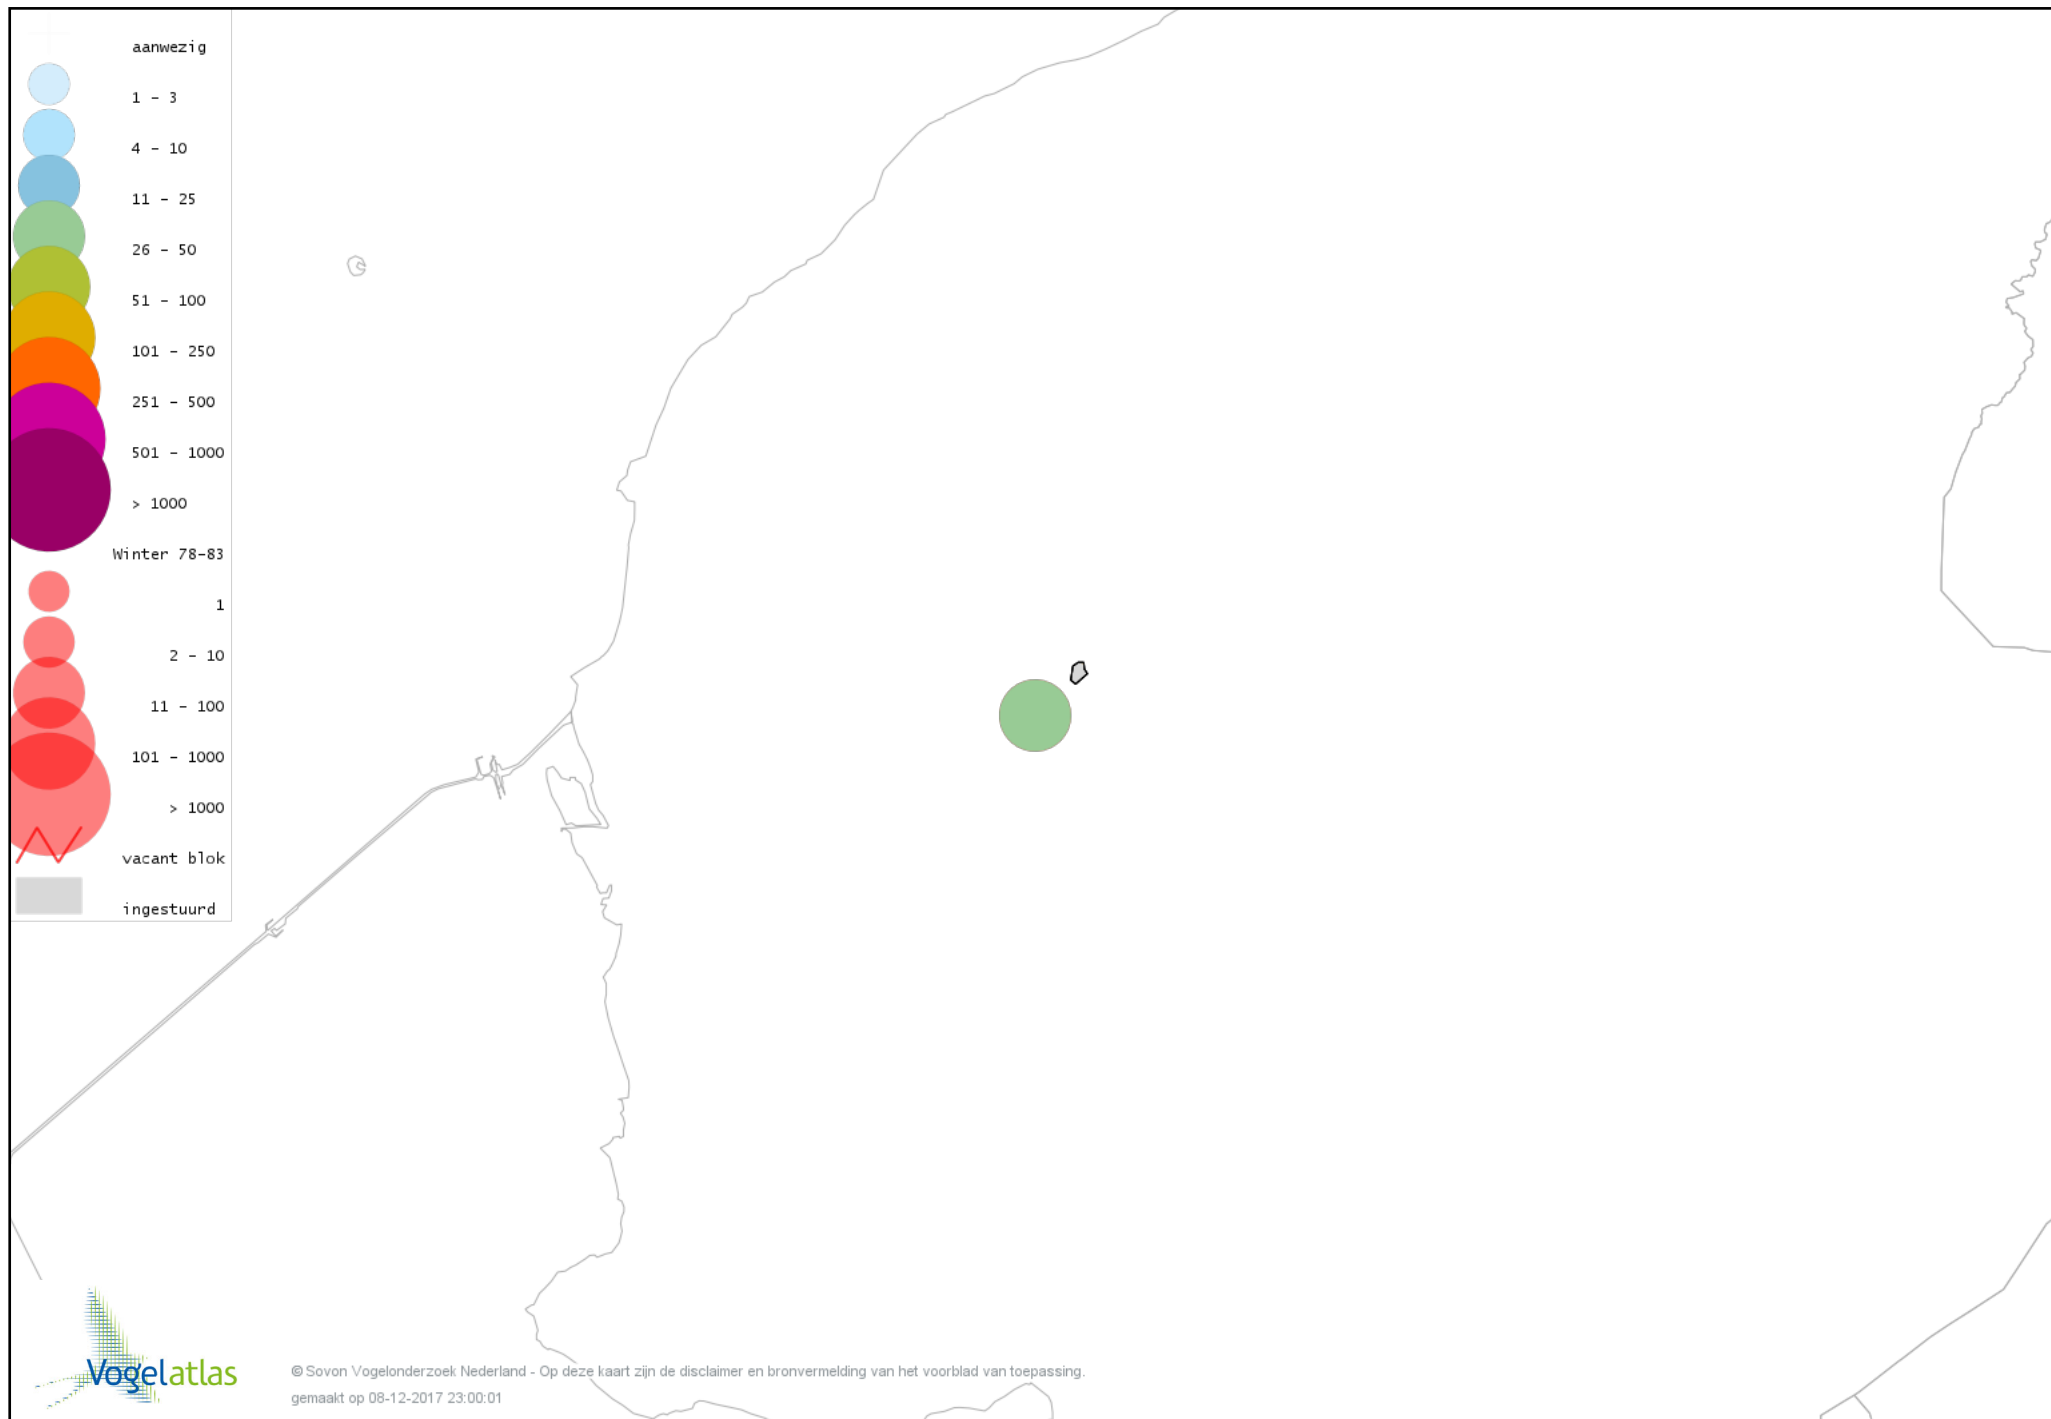 aanwezig
1 - 3
4 - 10
11 - 25
26 - 50
51 - 100
101 - 250
251 - 500
501 - 1000
> 1000
Winter 78-83
1
2 - 10
11 - 100
101 - 1000
> 1000
vacant blok
ingestuurd
Vogelatlas
© Sovon Vogelonderzoek Nederland - Op deze kaart zijn de disclaimer en bronvermelding van het voorblad van toepassing.
gemaakt op 08-12-2017 23:00:01